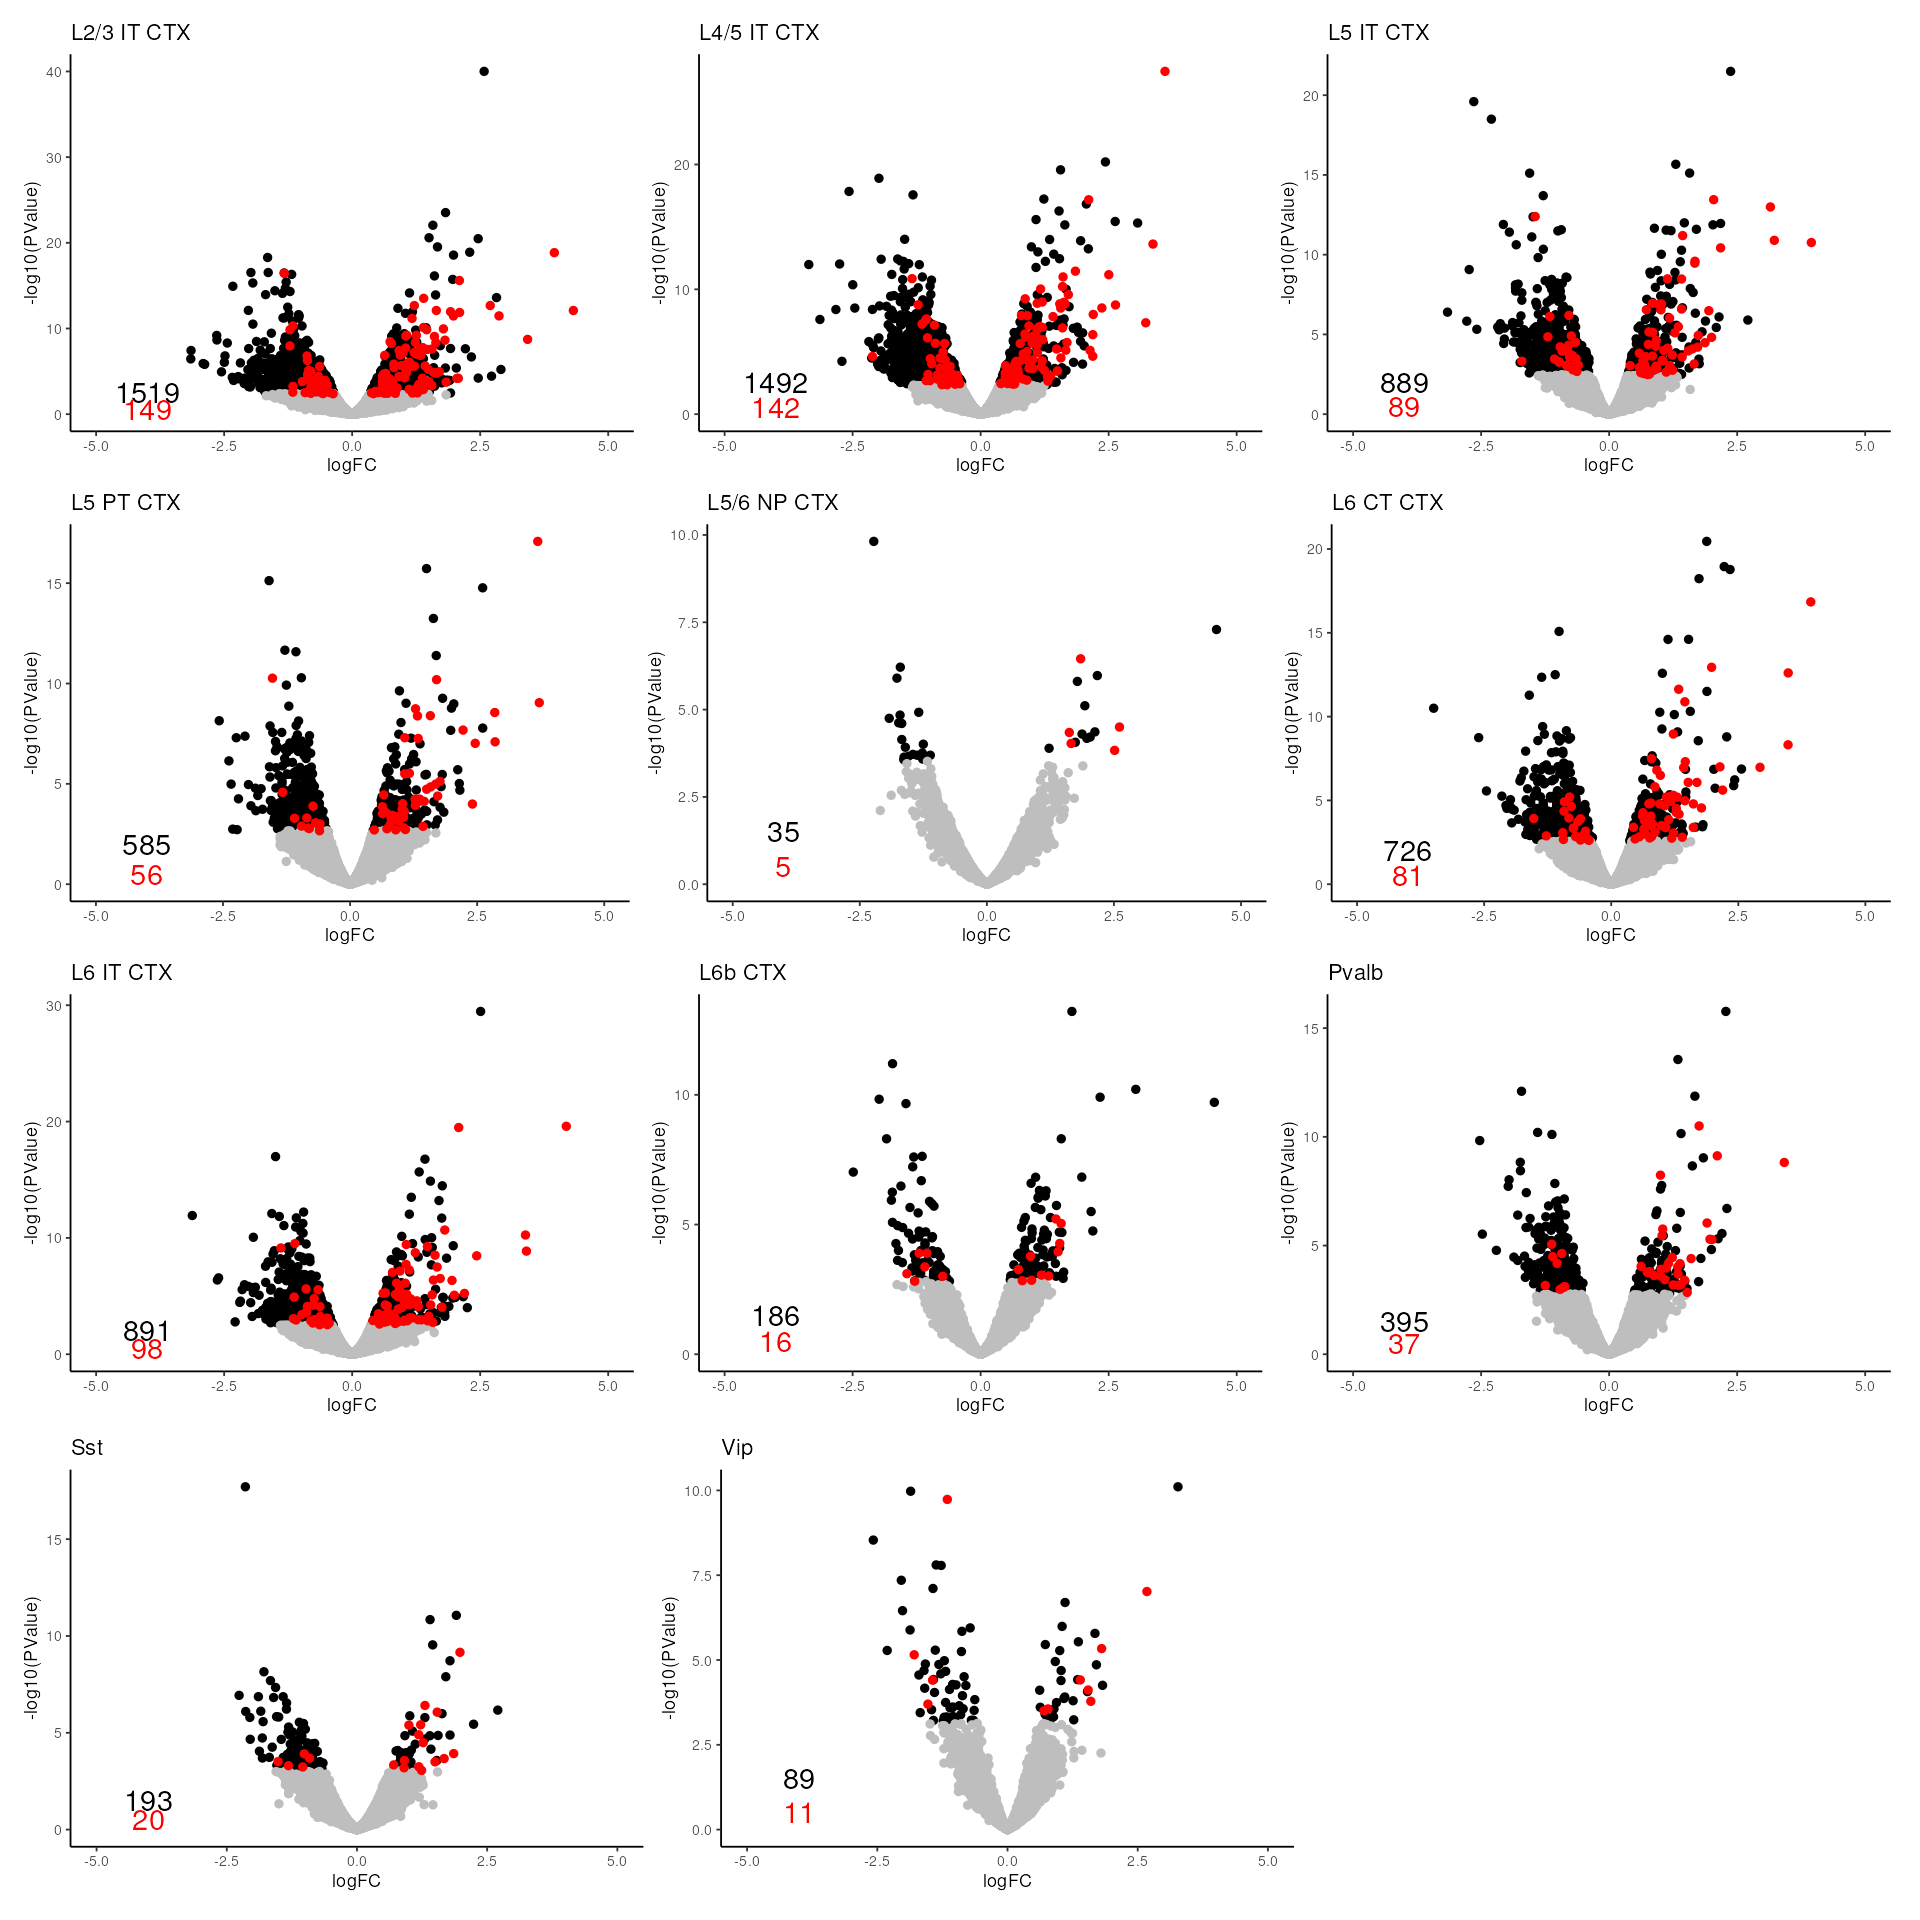 L2/3 IT CTX
40
30
20
10
0
-log10(PValue)
1519
149
-5.0 -2.5 0.0 2.5 5.0
logFC
L4/5 IT CTX
20
10
0
-log10(PValue)
1492
142
-5.0 -2.5 0.0 2.5 5.0
logFC
L5 IT CTX
20
15
10
5
0
-log10(PValue)
889
89
-5.0 -2.5 0.0 2.5 5.0
logFC
L5 PT CTX
15
10
5
0
-log10(PValue)
585
56
-5.0 -2.5 0.0 2.5 5.0
logFC
L5/6 NP CTX
10.0
7.5
5.0
2.5
0.0
-log10(PValue)
35
5
-5.0 -2.5 0.0 2.5 5.0
logFC
L6 CT CTX
20
15
10
5
0
-log10(PValue)
726
81
-5.0 -2.5 0.0 2.5 5.0
logFC
L6 IT CTX
30
20
10
0
-log10(PValue)
891
98
-5.0 -2.5 0.0 2.5 5.0
logFC
L6b CTX
10
5
0
-log10(PValue)
186
16
-5.0 -2.5 0.0 2.5 5.0
logFC
Pvalb
15
10
5
0
-log10(PValue)
395
37
-5.0 -2.5 0.0 2.5 5.0
logFC
Sst
15
10
5
0
-log10(PValue)
193
20
-5.0 -2.5 0.0 2.5 5.0
logFC
Vip
10.0
7.5
5.0
2.5
0.0
-log10(PValue)
89
11
-5.0 -2.5 0.0 2.5 5.0
logFC